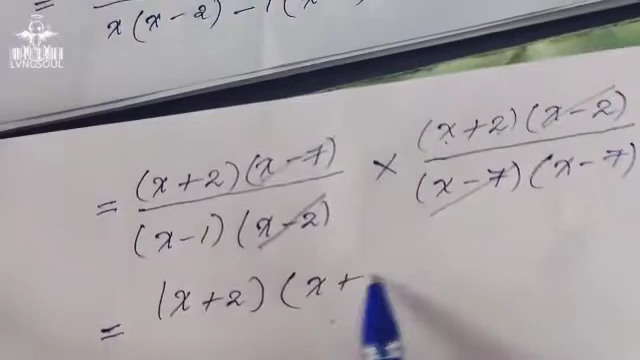 x(x-2)-1(x
LVNGSOUL
= (x+2)(x-7) / (x-1)(x-2) × (x+2)(x-2) / (x-7)(x-7)
= (x+2)(x+